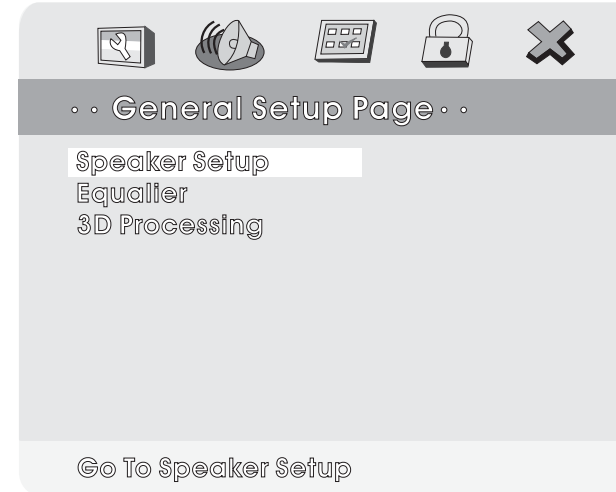 · · General Setup Page · ·
Speaker Setup
Equalier
3D Processing
Go To Speaker Setup